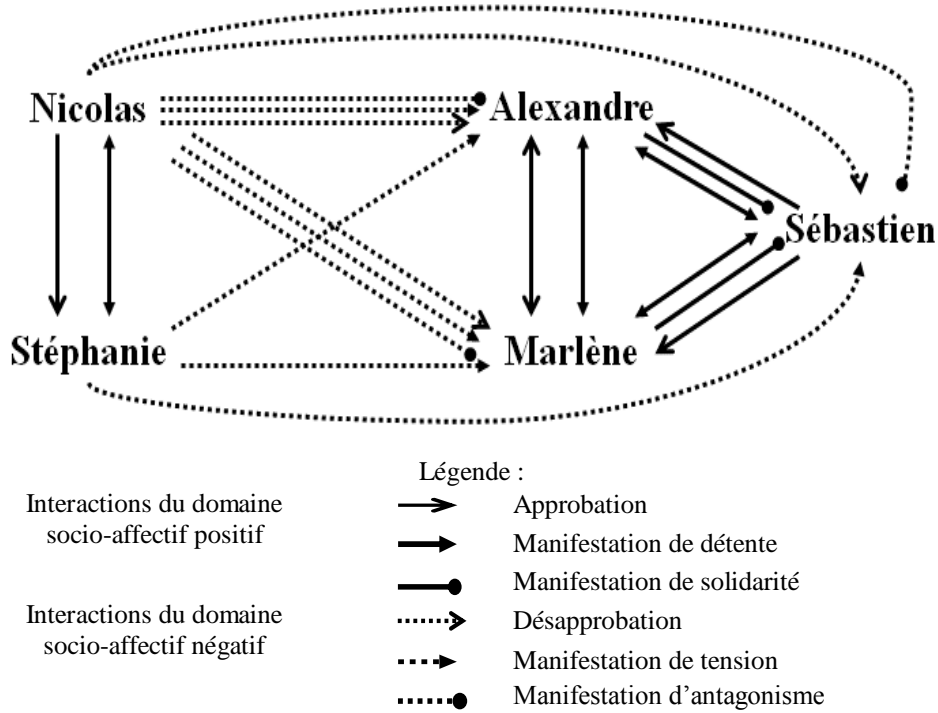 Nicolas
Alexandre
Sébastien
Stéphanie
Marlène
Légende :
Interactions du domaine
socio-affectif positif
Approbation
Manifestation de détente
Manifestation de solidarité
Interactions du domaine
socio-affectif négatif
Désapprobation
Manifestation de tension
Manifestation d'antagonisme